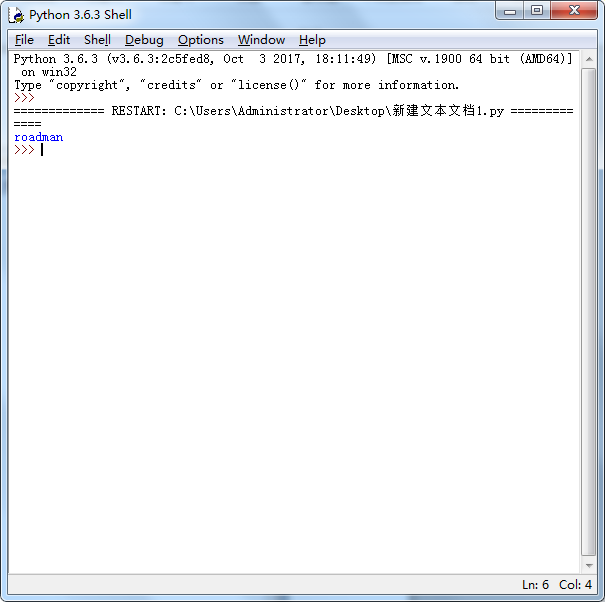 Python 3.6.3 Shell
File Edit Shell Debug Options Window Help
Python 3.6.3 (v3.6.3:2c5fed8, Oct  3 2017, 18:11:49) [MSC v.1900 64 bit (AMD64)]
 on win32
Type "copyright", "credits" or "license()" for more information.
>>>
============= RESTART: C:\Users\Administrator\Desktop\新建文本文档1.py =========
====
roadman
>>>
Ln: 6 Col: 4